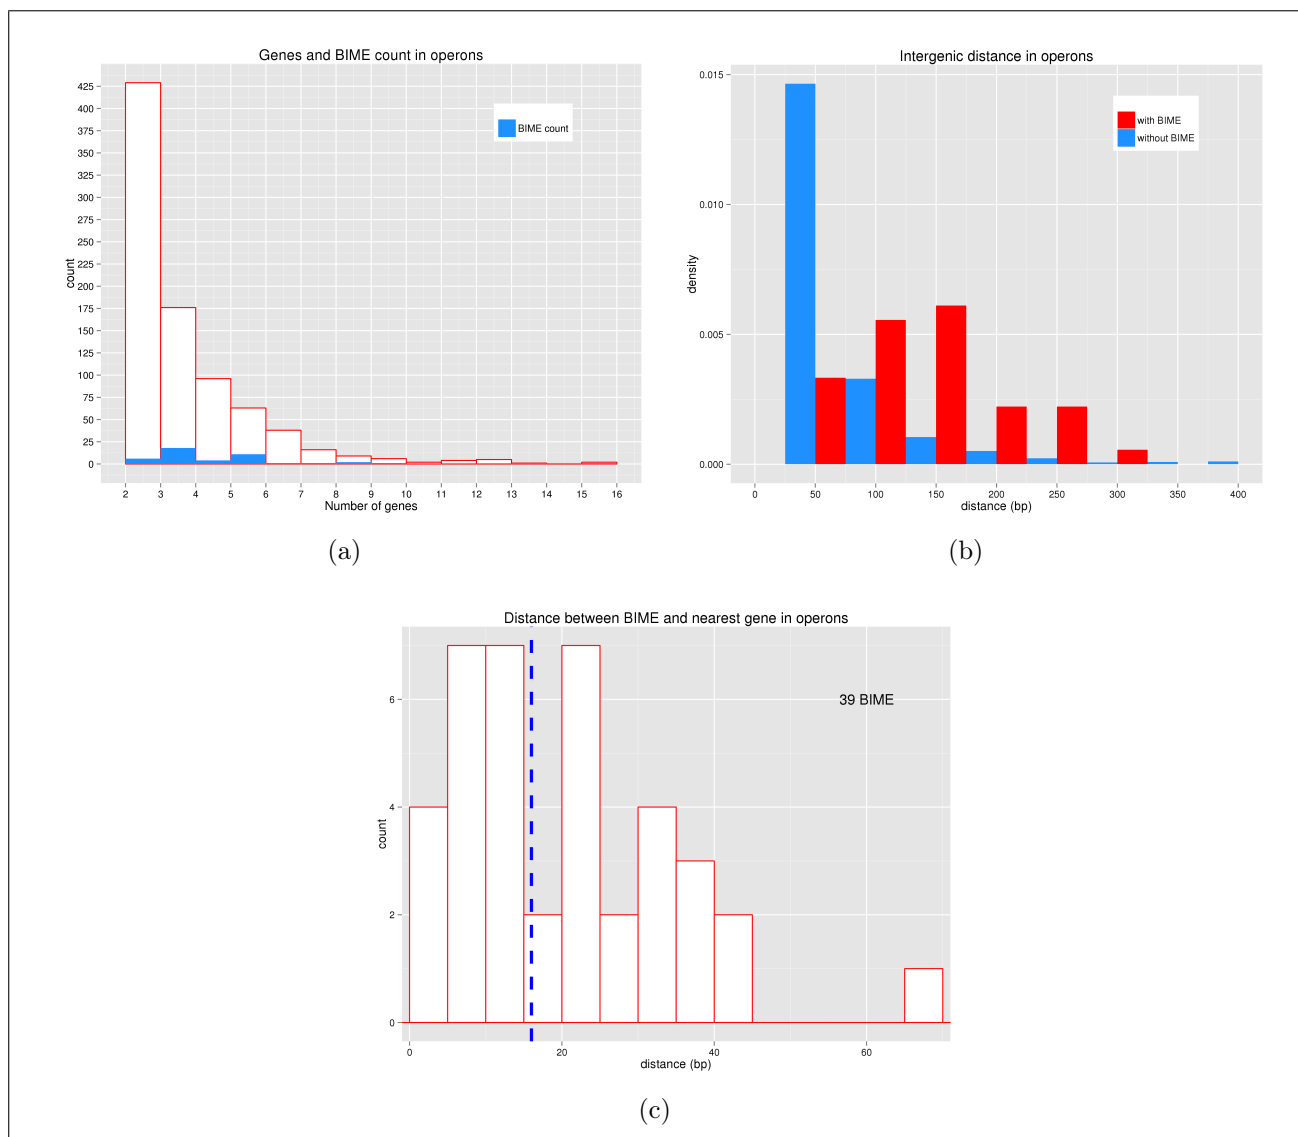 Genes and BIME count in operons
425
400
375
350
325
300
275
250
225
200
175
150
125
100
75
50
25
0
count
BIME count
2 3 4 5 6 7 8 9 10 11 12 13 14 15 16
Number of genes
(a)
Intergenic distance in operons
0.015
0.010
0.005
0.000
density
with BIME
without BIME
0 50 100 150 200 250 300 350 400
distance (bp)
(b)
Distance between BIME and nearest gene in operons
6
4
2
0
count
39 BIME
0 20 40 60
distance (bp)
(c)